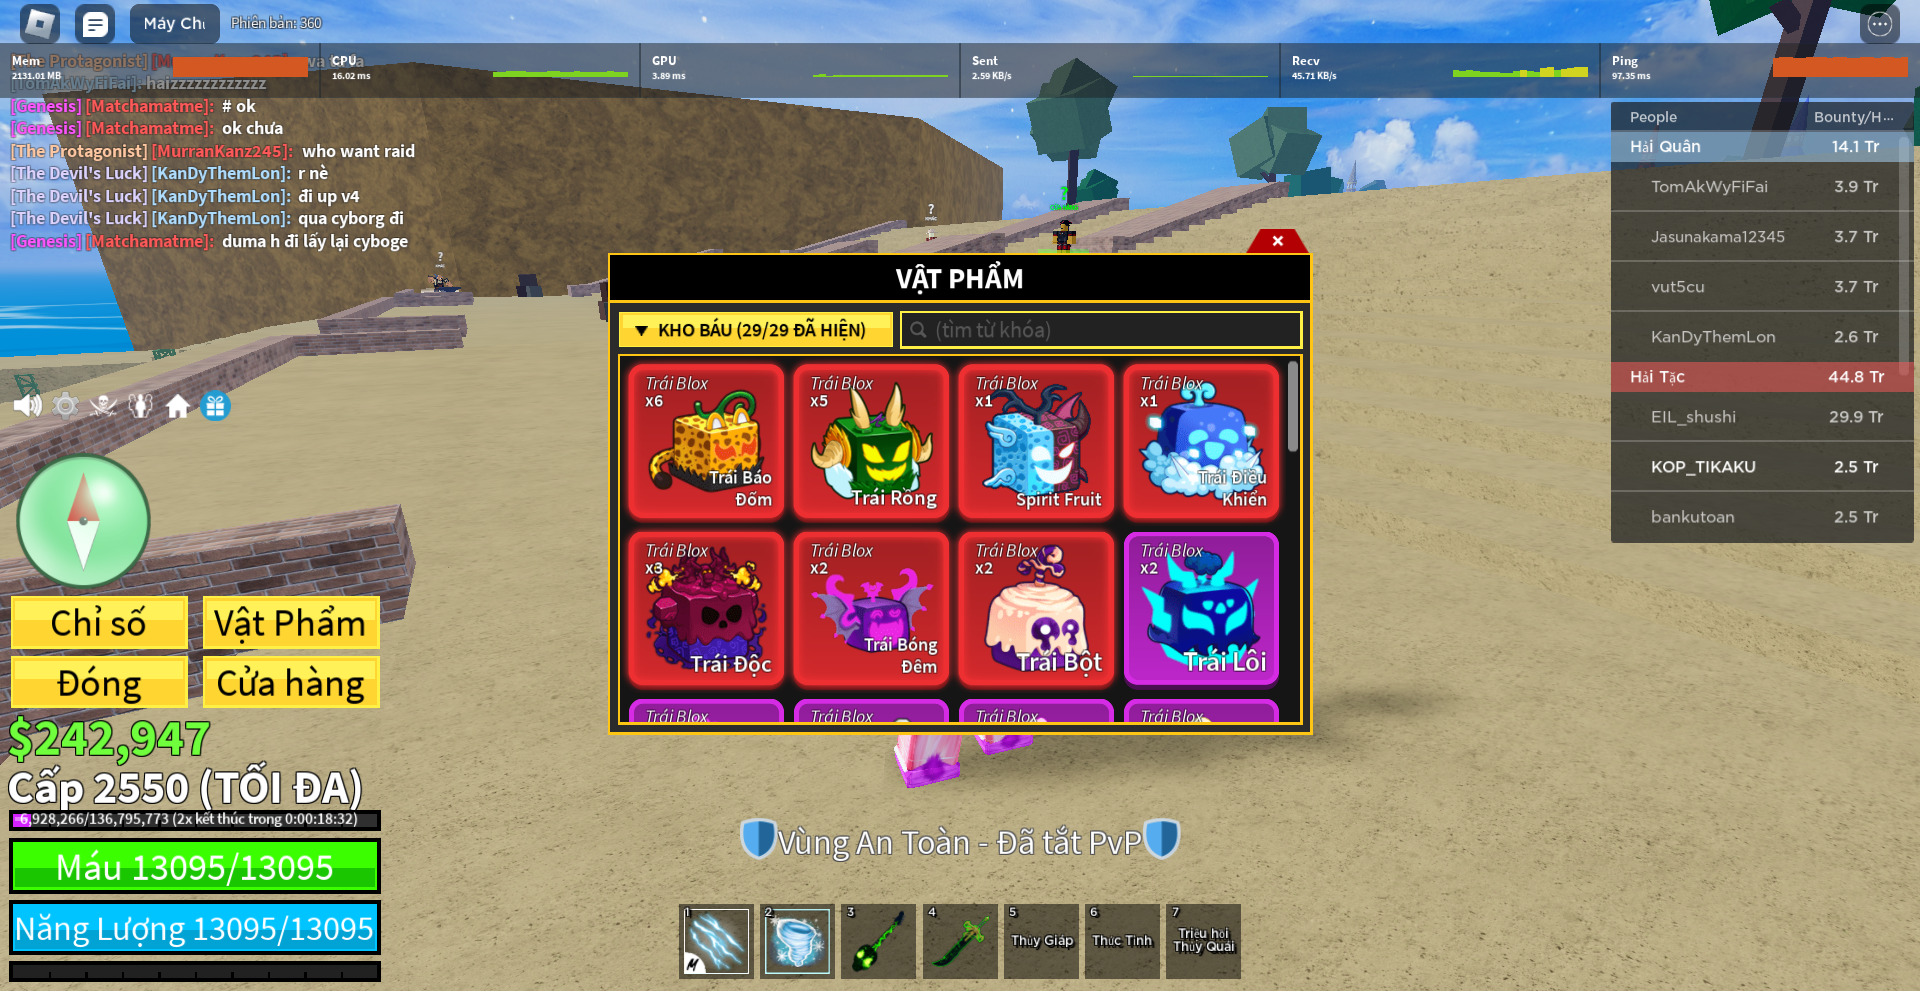 Máy Chủ
Phiên bản: 360
Mem
2131.01 MB
CPU
16.02 ms
GPU
3.89 ms
Sent
2.59 KB/s
Recv
45.71 KB/s
Ping
97.35 ms
[The Protagonist]
[TomAkWyFiFai]: haizzzzzzzzzzzz
[Genesis] [Matchamatme]: # ok
[Genesis] [Matchamatme]: ok chưa
[The Protagonist] [MurranKanz245]: who want raid
[The Devil's Luck] [KanDyThemLon]: r nè
[The Devil's Luck] [KanDyThemLon]: đi up v4
[The Devil's Luck] [KanDyThemLon]: qua cyborg đi
[Genesis] [Matchamatme]: duma h đi lấy lại cyboge
People Bounty/H...
Hải Quân 14.1 Tr
TomAkWyFiFai 3.9 Tr
Jasunakama12345 3.7 Tr
vut5cu 3.7 Tr
KanDyThemLon 2.6 Tr
Hải Tặc 44.8 Tr
EIL_shushi 29.9 Tr
KOP_TIKAKU 2.5 Tr
bankutoan 2.5 Tr
?
?
VẬT PHẨM
▼ KHO BÁU (29/29 ĐÃ HIỆN)
(tìm từ khóa)
Trái Blox
x6
Trái Báo
Đốm
Trái Blox
x5
Trái Rồng
Trái Blox
x1
Spirit Fruit
Trái Blox
x1
Trái Điều
Khiển
Trái Blox
x3
Trái Độc
Trái Blox
x2
Trái Bóng
Đêm
Trái Blox
x2
Trái Bột
Trái Blox
x2
Trái Lôi
Trái Blox
Trái Blox
Trái Blox
Trái Blox
Chỉ số
Vật Phẩm
Đóng
Cửa hàng
$242,947
Cấp 2550 (TỐI ĐA)
6,928,266/136,795,773 (2x kết thúc trong 0:00:18:32)
Máu 13095/13095
Năng Lượng 13095/13095
Vùng An Toàn - Đã tắt PvP
1
M
2
3
4
5
Thủy Giáp
6
Thức Tỉnh
7
Triệu hồi
Thủy Quái